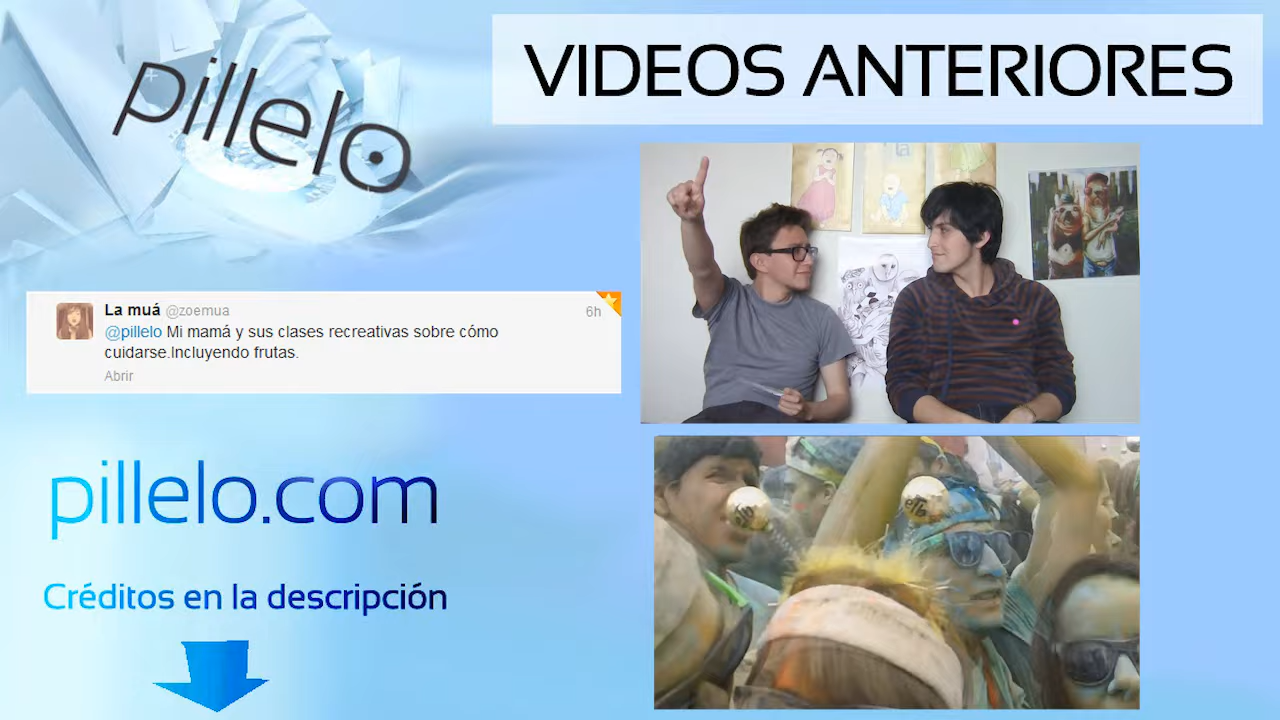 pillelo
VIDEOS ANTERIORES
La muá @zoemua
6h
@pillelo Mi mamá y sus clases recreativas sobre cómo
cuidarse.Incluyendo frutas.
Abrir
pillelo.com
Créditos en la descripción